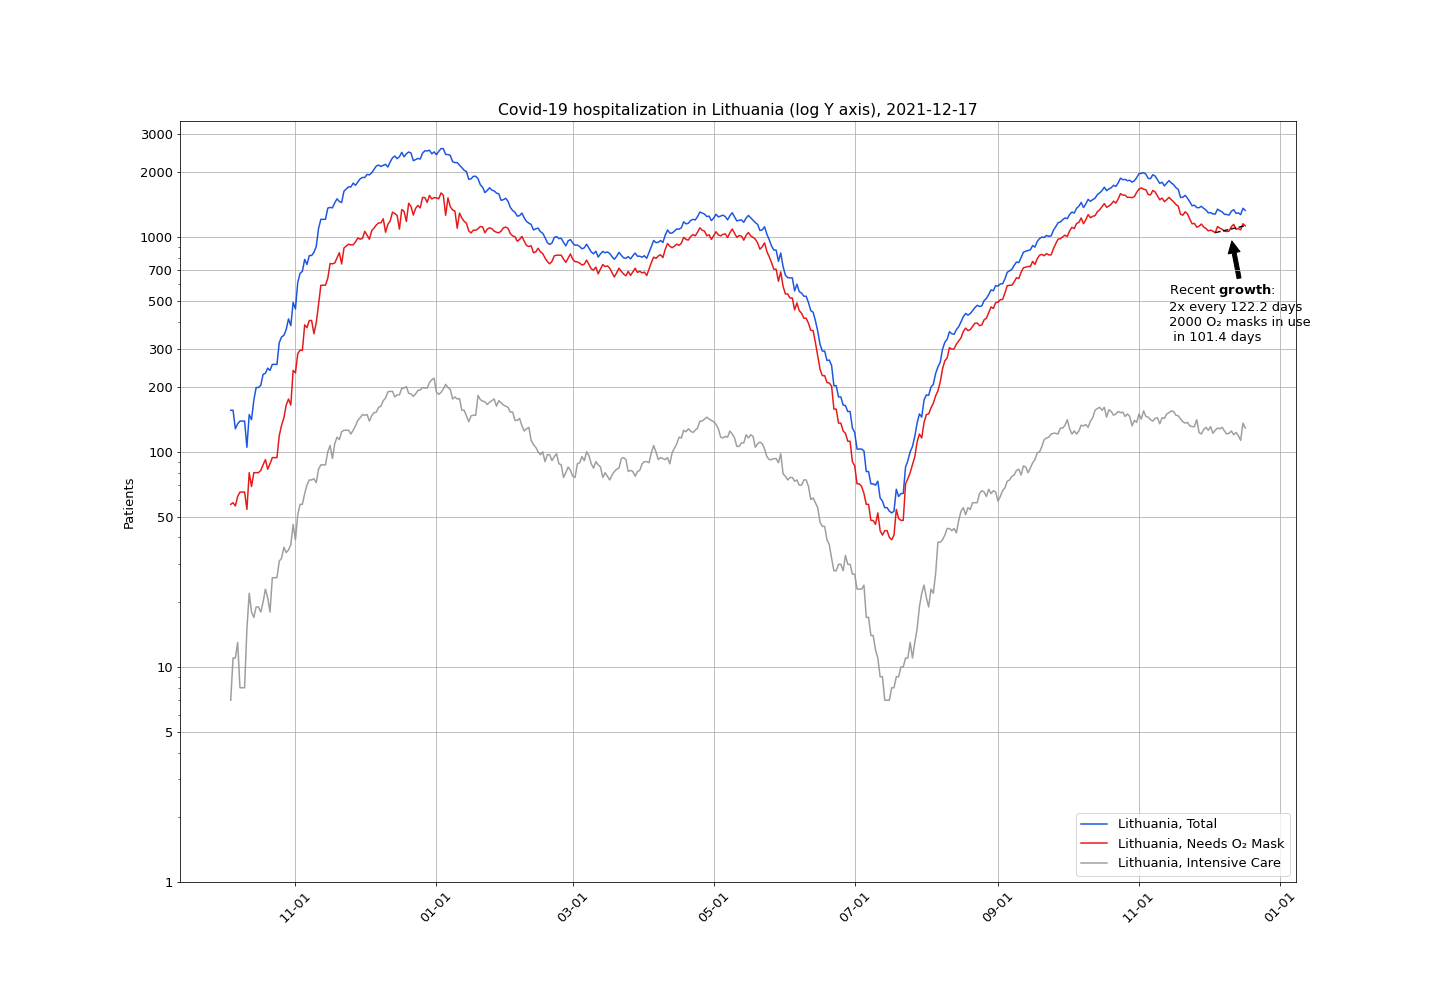 Covid-19 hospitalization in Lithuania (log Y axis), 2021-12-17
Patients
3000
2000
1000
700
500
300
200
100
50
10
5
1
Recent growth:
2x every 122.2 days
2000 O₂ masks in use
in 101.4 days
Lithuania, Total
Lithuania, Needs O₂ Mask
Lithuania, Intensive Care
11-01
01-01
03-01
05-01
07-01
09-01
11-01
01-01